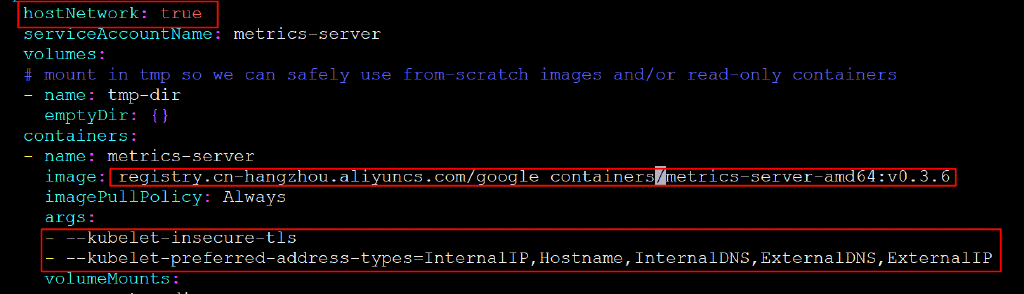 hostNetwork: true
serviceAccountName: metrics-server
volumes:
# mount in tmp so we can safely use from-scratch images and/or read-only containers
- name: tmp-dir
  emptyDir: {}
containers:
- name: metrics-server
  image: registry.cn-hangzhou.aliyuncs.com/google_containers/metrics-server-amd64:v0.3.6
  imagePullPolicy: Always
  args:
  - --kubelet-insecure-tls
  - --kubelet-preferred-address-types=InternalIP,Hostname,InternalDNS,ExternalDNS,ExternalIP
  volumeMounts: